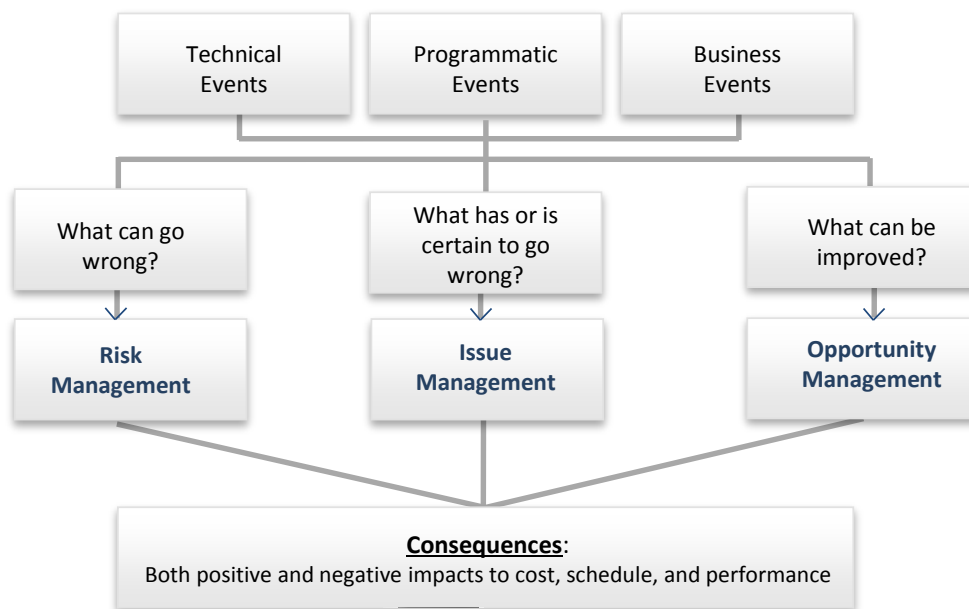 Technical
Events
Programmatic
Events
Business
Events
What can go
wrong?
What has or is
certain to go
wrong?
What can be
improved?
Risk
Management
Issue
Management
Opportunity
Management
Consequences:
Both positive and negative impacts to cost, schedule, and performance